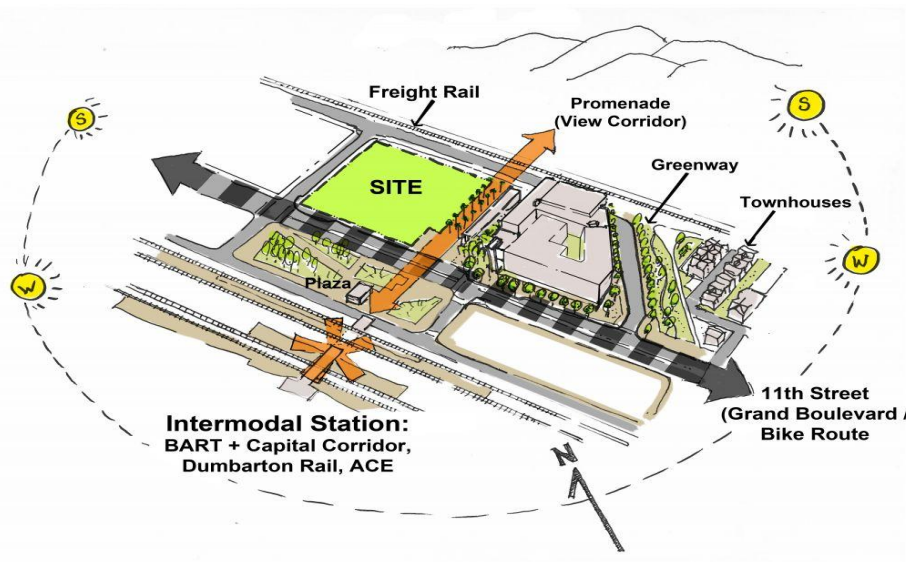 Freight Rail
Promenade
(View Corridor)
S
S
Greenway
SITE
Townhouses
W
W
Plaza
11th Street
(Grand Boulevard /
Bike Route
Intermodal Station:
BART + Capital Corridor,
Dumbarton Rail, ACE
N